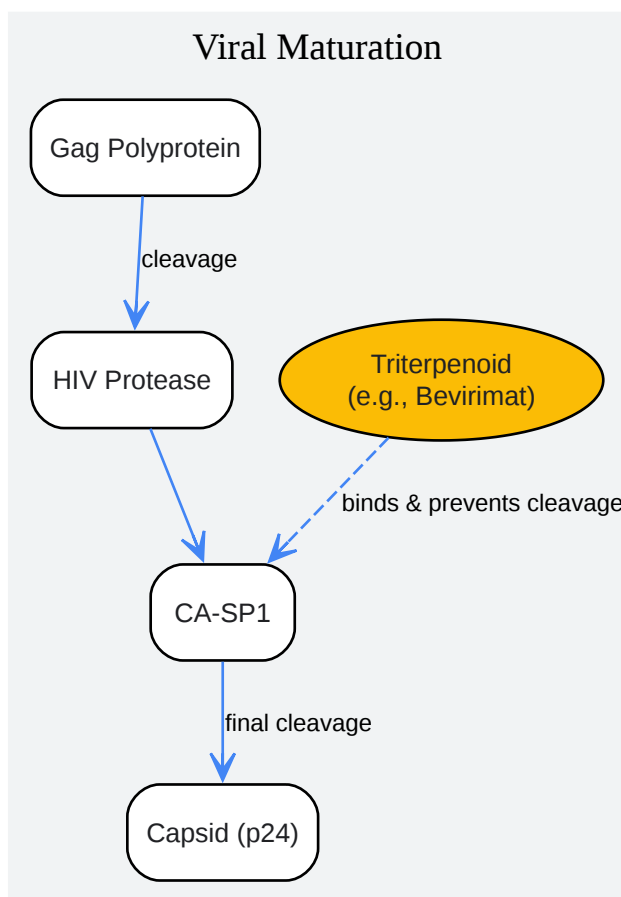 Viral Maturation
Gag Polyprotein
cleavage
HIV Protease
Triterpenoid
(e.g., Bevirimat)
binds & prevents cleavage
CA-SP1
final cleavage
Capsid (p24)